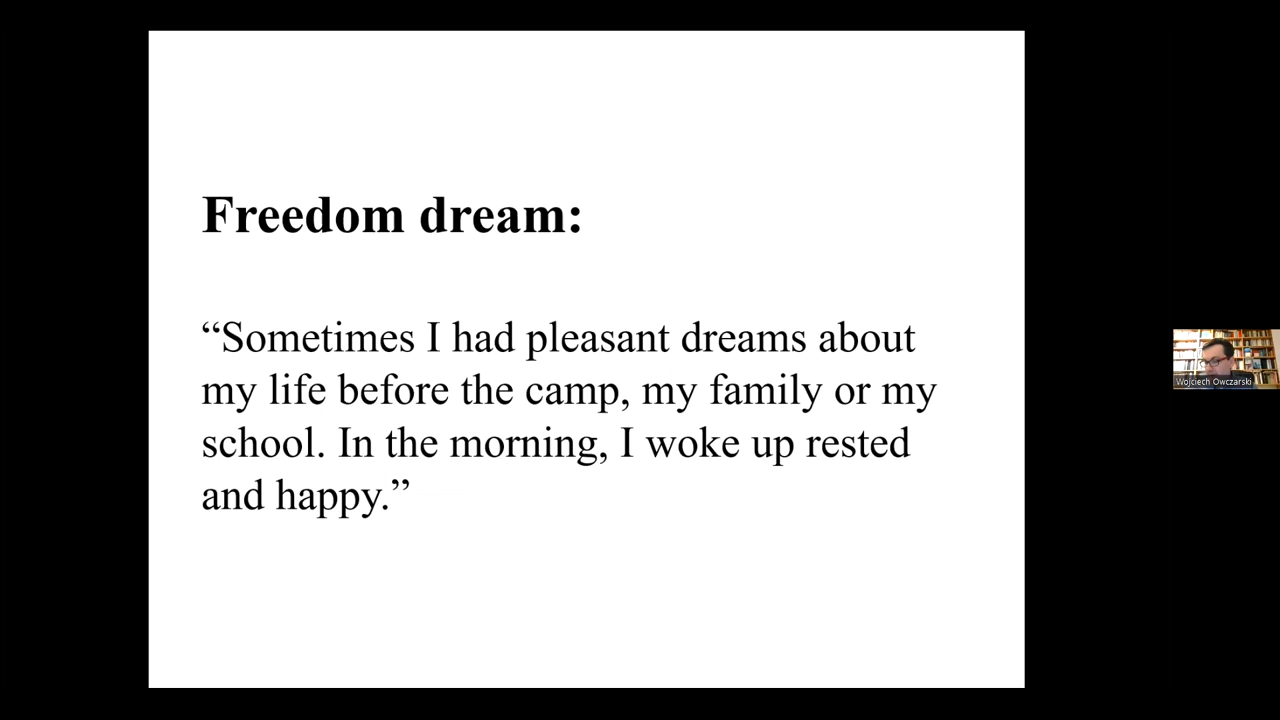 Freedom dream:
“Sometimes I had pleasant dreams about
my life before the camp, my family or my
school. In the morning, I woke up rested
and happy.”
Wojciech Owczarski